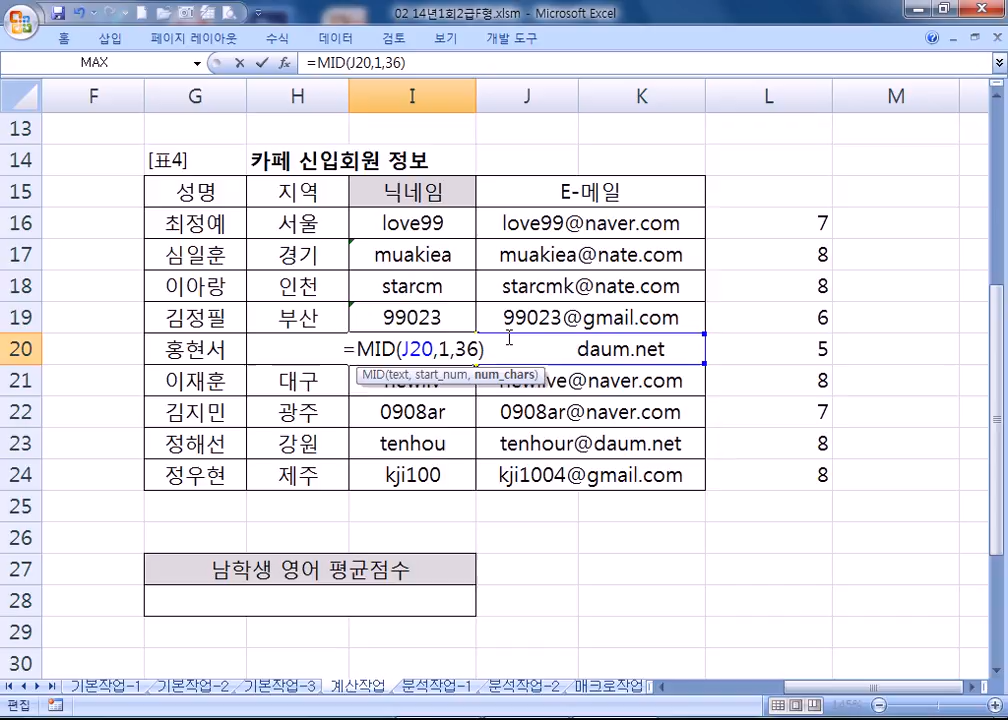 02 14년1회2급F형.xlsm - Microsoft Excel
홈 삽입 페이지 레이아웃 수식 데이터 검토 보기 개발 도구
MAX =MID(J20,1,36)
F G H I J K L M
13
14 [표4] 카페 신입회원 정보
15 성명 지역 닉네임 E-메일
16 최정예 서울 love99 love99@naver.com 7
17 심일훈 경기 muakiea muakiea@nate.com 8
18 이아랑 인천 starcm starcmk@nate.com 8
19 김정필 부산 99023 99023@gmail.com 6
20 홍현서 =MID(J20,1,36) daum.net 5
MID(text, start_num, num_chars)
21 이재훈 대구 @naver.com 8
22 김지민 광주 0908ar 0908ar@naver.com 7
23 정해선 강원 tenhou tenhour@daum.net 8
24 정우현 제주 kji100 kji1004@gmail.com 8
25
26
27 남학생 영어 평균점수
28
29
30
기본작업-1 기본작업-2 기본작업-3 계산작업 분석작업-1 분석작업-2 매크로작업
편집 145%